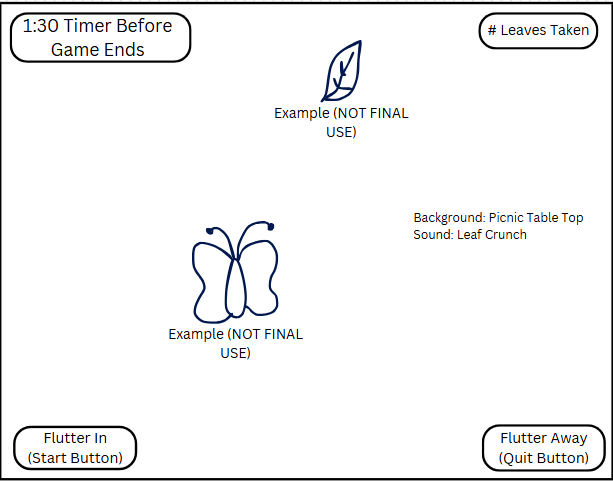 1:30 Timer Before
Game Ends
# Leaves Taken
Example (NOT FINAL
USE)
Background: Picnic Table Top
Sound: Leaf Crunch
Example (NOT FINAL
USE)
Flutter In
(Start Button)
Flutter Away
(Quit Button)